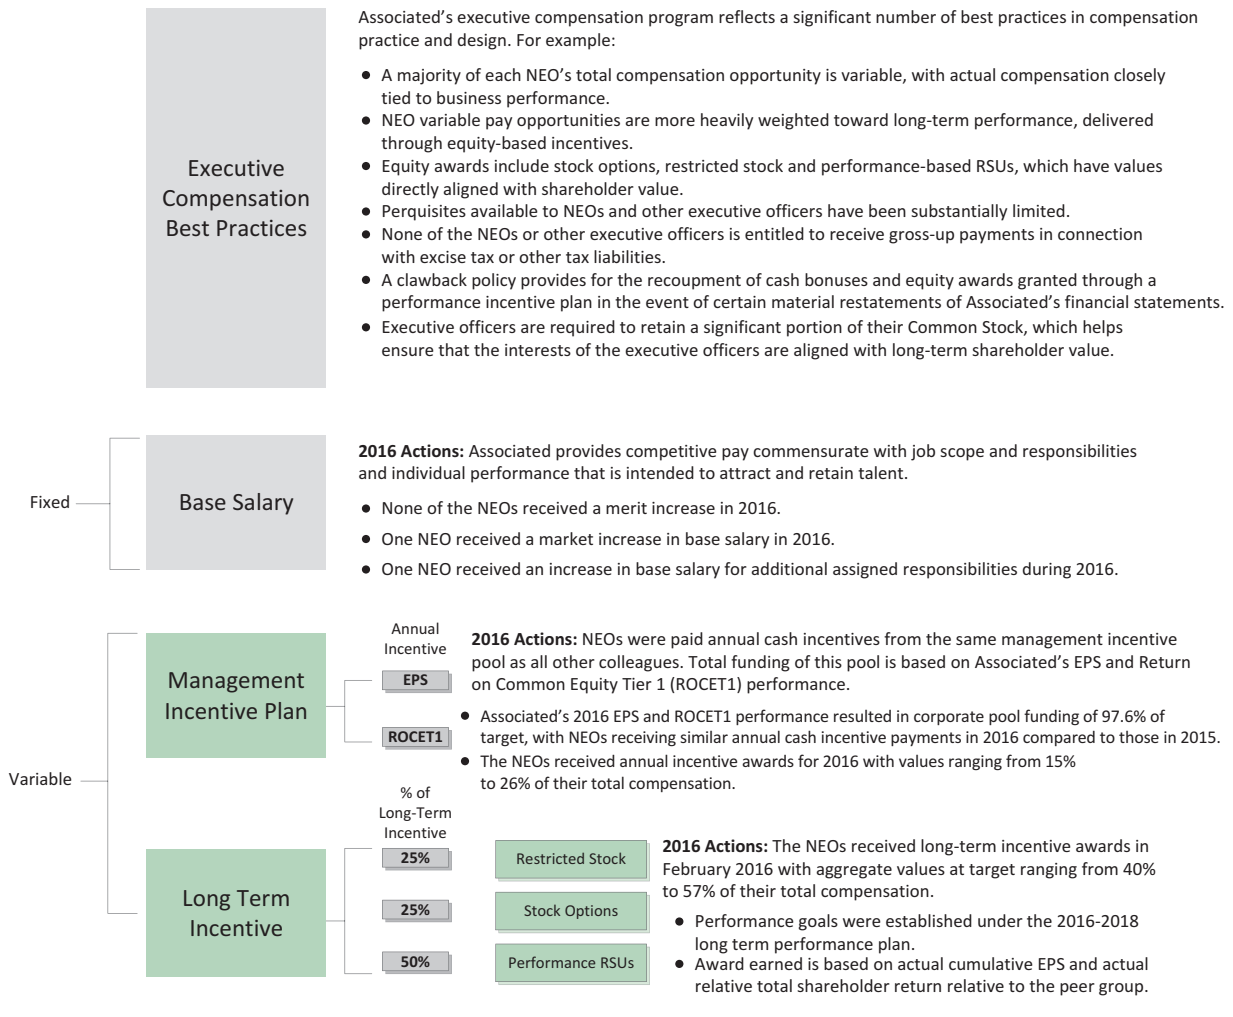 Executive
Compensation
Best Practices
Associated’s executive compensation program reflects a significant number of best practices in compensation
practice and design. For example:
● A majority of each NEO’s total compensation opportunity is variable, with actual compensation closely
tied to business performance.
● NEO variable pay opportunities are more heavily weighted toward long-term performance, delivered
through equity-based incentives.
● Equity awards include stock options, restricted stock and performance-based RSUs, which have values
directly aligned with shareholder value.
● Perquisites available to NEOs and other executive officers have been substantially limited.
● None of the NEOs or other executive officers is entitled to receive gross-up payments in connection
with excise tax or other tax liabilities.
● A clawback policy provides for the recoupment of cash bonuses and equity awards granted through a
performance incentive plan in the event of certain material restatements of Associated’s financial statements.
● Executive officers are required to retain a significant portion of their Common Stock, which helps
ensure that the interests of the executive officers are aligned with long-term shareholder value.
Fixed
Base Salary
2016 Actions: Associated provides competitive pay commensurate with job scope and responsibilities
and individual performance that is intended to attract and retain talent.
● None of the NEOs received a merit increase in 2016.
● One NEO received a market increase in base salary in 2016.
● One NEO received an increase in base salary for additional assigned responsibilities during 2016.
Variable
Management
Incentive Plan
Annual
Incentive
EPS
ROCET1
2016 Actions: NEOs were paid annual cash incentives from the same management incentive
pool as all other colleagues. Total funding of this pool is based on Associated’s EPS and Return
on Common Equity Tier 1 (ROCET1) performance.
● Associated’s 2016 EPS and ROCET1 performance resulted in corporate pool funding of 97.6% of
target, with NEOs receiving similar annual cash incentive payments in 2016 compared to those in 2015.
● The NEOs received annual incentive awards for 2016 with values ranging from 15%
to 26% of their total compensation.
Long Term
Incentive
% of
Long-Term
Incentive
25%
Restricted Stock
25%
Stock Options
50%
Performance RSUs
2016 Actions: The NEOs received long-term incentive awards in
February 2016 with aggregate values at target ranging from 40%
to 57% of their total compensation.
● Performance goals were established under the 2016-2018
long term performance plan.
● Award earned is based on actual cumulative EPS and actual
relative total shareholder return relative to the peer group.